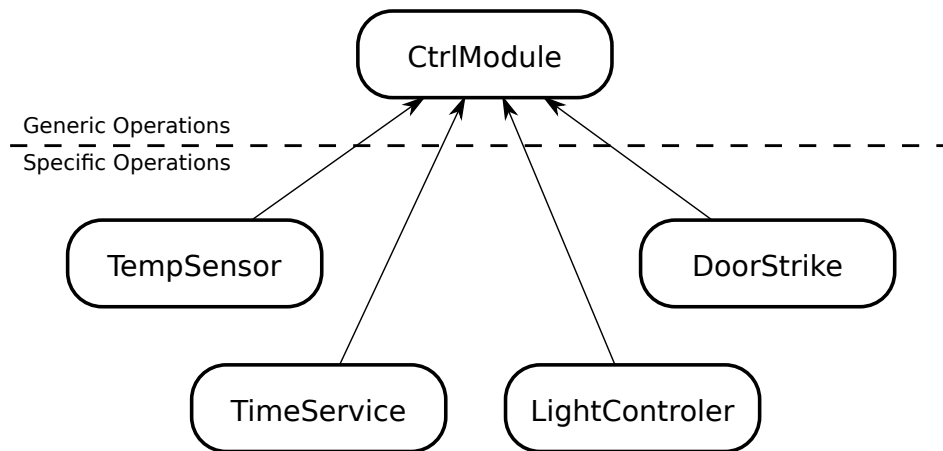 CtrlModule
Generic Operations
Specific Operations
TempSensor
DoorStrike
TimeService
LightControler